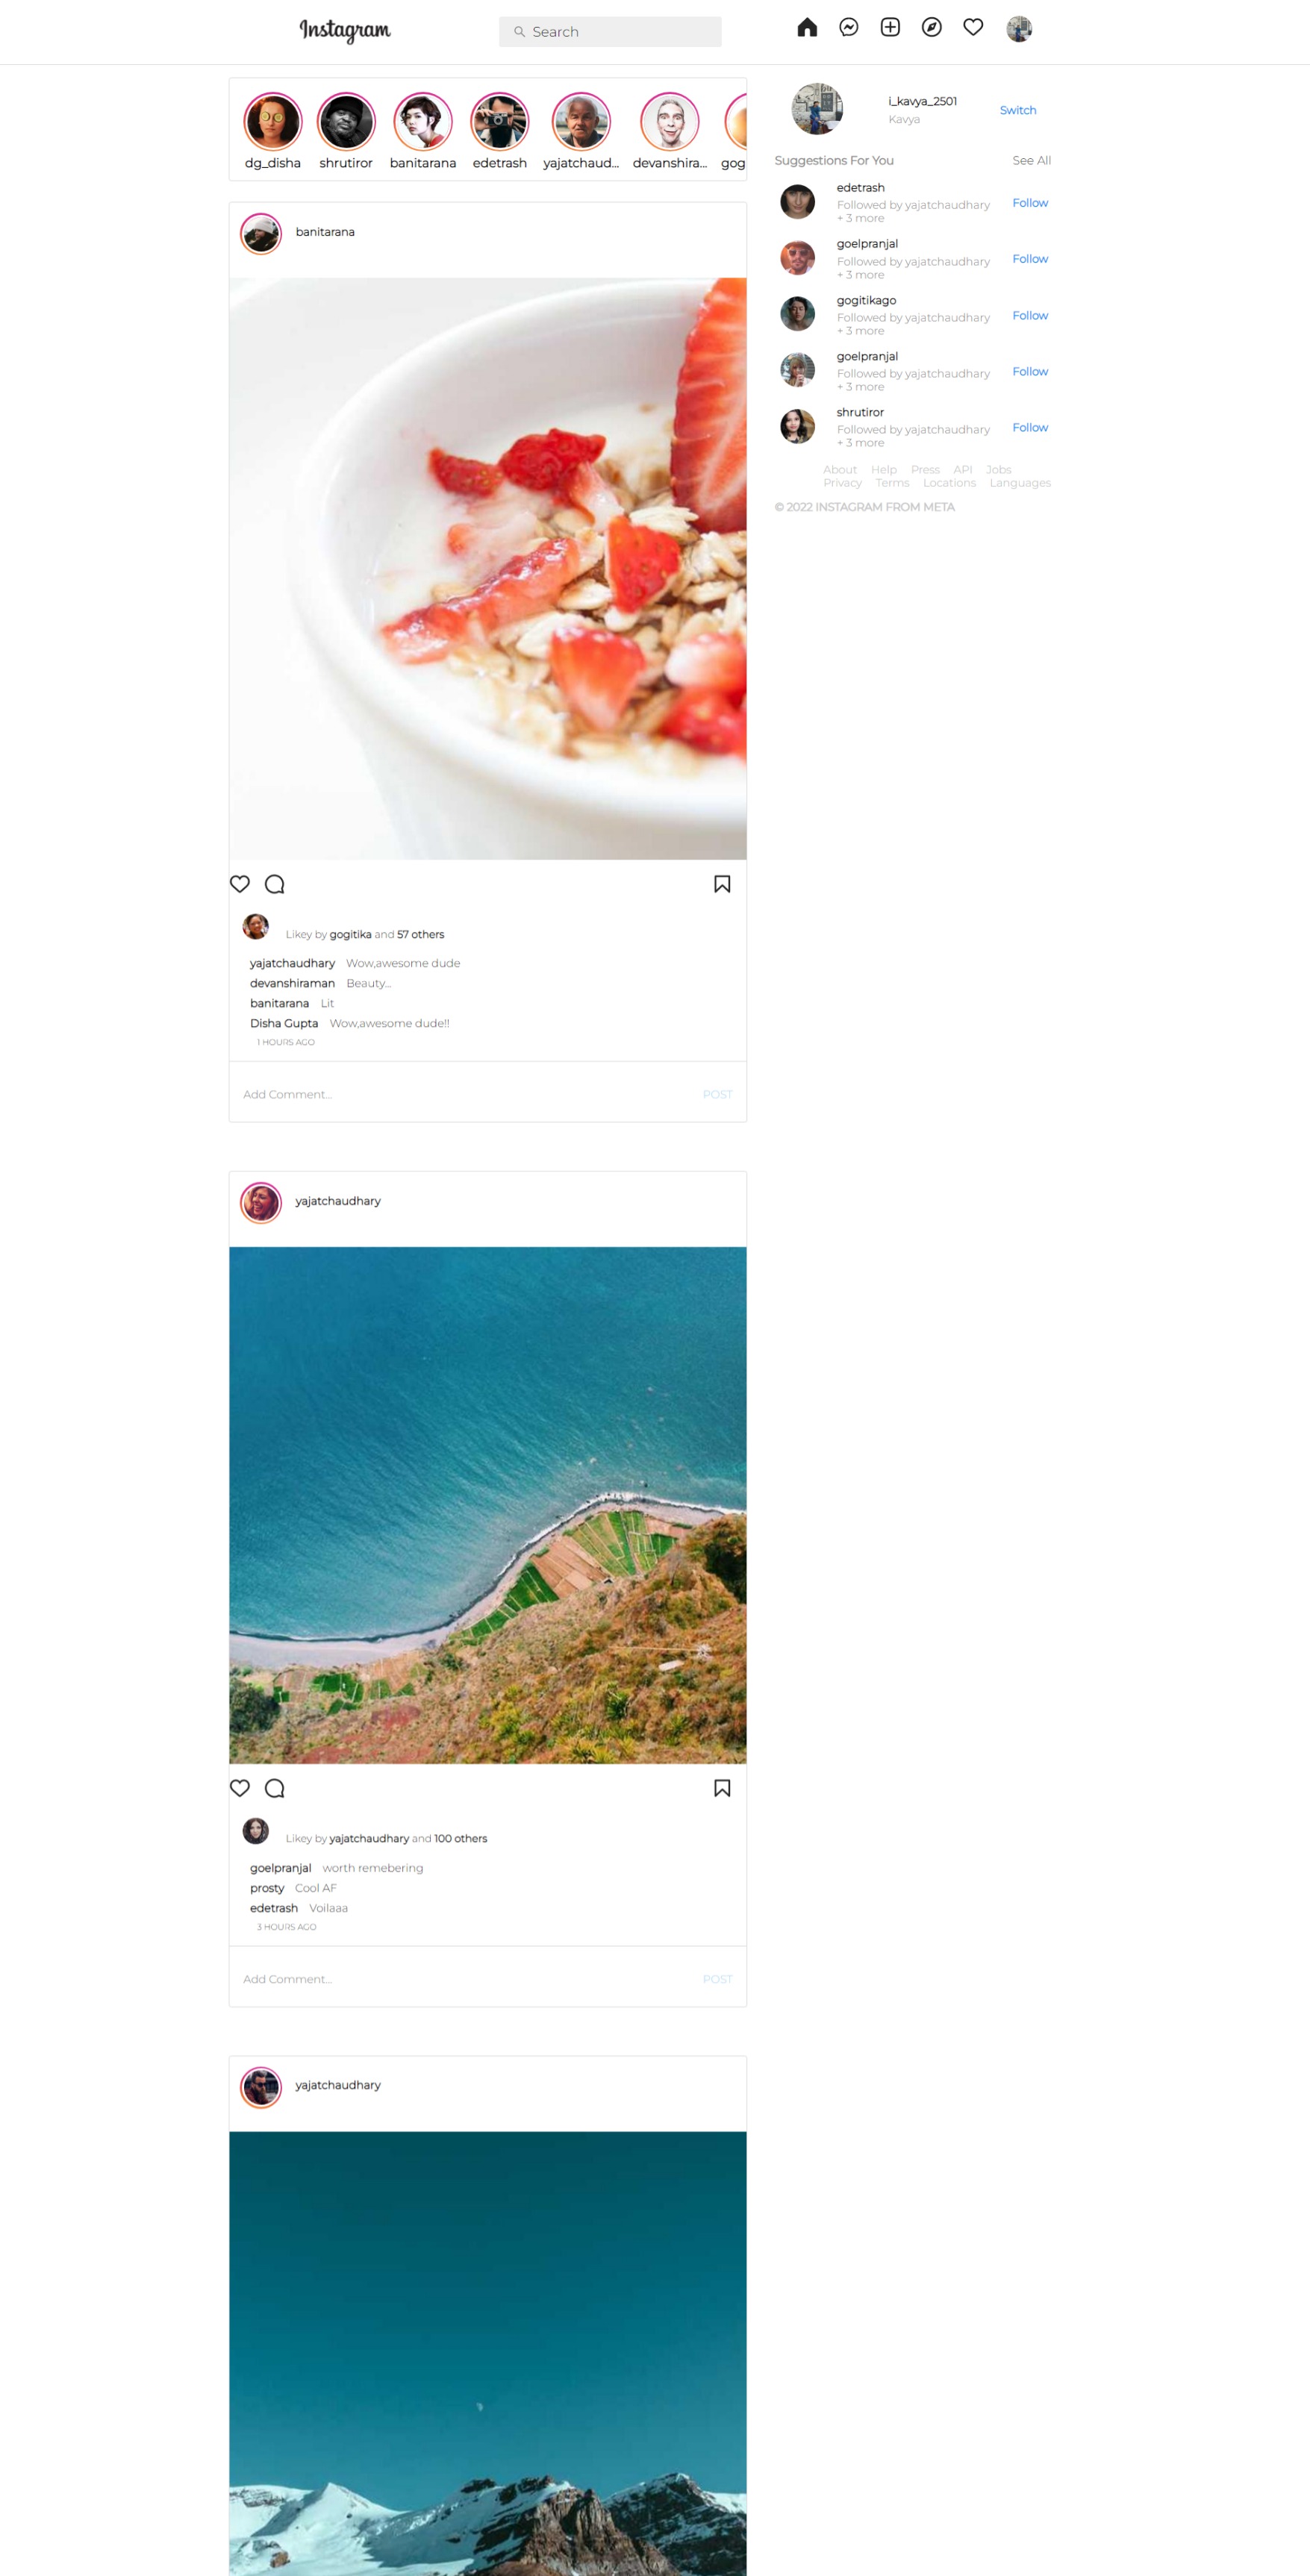 Instagram
Search
dg_disha
shrutiror
banitarana
edetrash
yajatchaud...
devanshira...
gog
i_kavya_2501
Kavya
Switch
Suggestions For You
See All
edetrash
Followed by yajatchaudhary
+ 3 more
Follow
goelpranjal
Followed by yajatchaudhary
+ 3 more
Follow
gogitikago
Followed by yajatchaudhary
+ 3 more
Follow
goelpranjal
Followed by yajatchaudhary
+ 3 more
Follow
shrutiror
Followed by yajatchaudhary
+ 3 more
Follow
About Help Press API Jobs
Privacy Terms Locations Languages
© 2022 INSTAGRAM FROM META
banitarana
Likey by gogitika and 57 others
yajatchaudhary Wow,awesome dude
devanshiraman Beauty...
banitarana Lit
Disha Gupta Wow,awesome dude!!
1 HOURS AGO
Add Comment...
POST
yajatchaudhary
Likey by yajatchaudhary and 100 others
goelpranjal worth remebering
prosty Cool AF
edetrash Voilaaa
3 HOURS AGO
Add Comment...
POST
yajatchaudhary